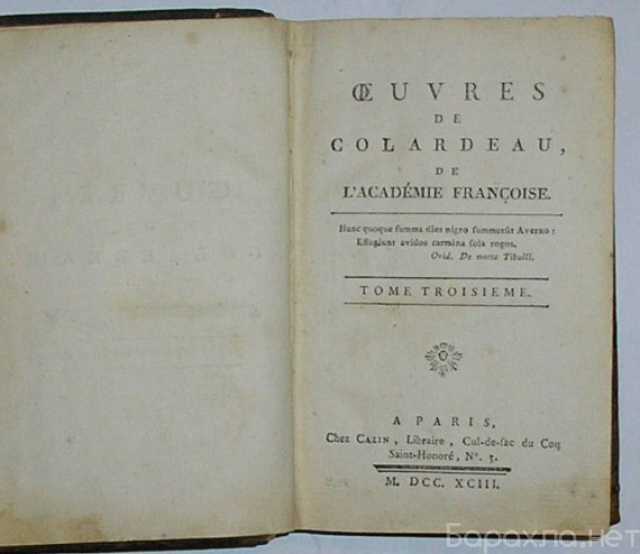 ŒUVRES
DE
COLARDEAU,
DE
L'ACADÉMIE FRANÇOISE.
Hunc quoque summa dies nigro summersit Averno:
Effugiunt avidos carmina sola rogos.
Ovid. De morte Tibulli.
TOME TROISIEME.
A PARIS,
Chez CAZIN, Libraire, Cul-de-sac du Coq
Saint-Honoré, N°. 3.
M. DCC. XCIII.
Барахла.нет